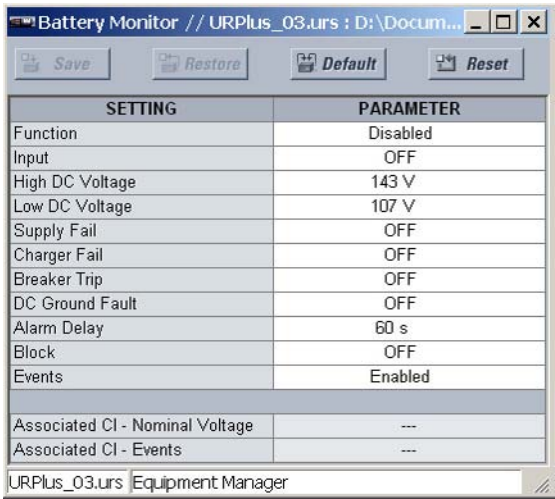 Battery Monitor // URPlus_03.urs : D:\Docum...
Save Restore Default Reset
SETTING PARAMETER
Function Disabled
Input OFF
High DC Voltage 143 V
Low DC Voltage 107 V
Supply Fail OFF
Charger Fail OFF
Breaker Trip OFF
DC Ground Fault OFF
Alarm Delay 60 s
Block OFF
Events Enabled
Associated CI - Nominal Voltage ---
Associated CI - Events ---
URPlus_03.urs Equipment Manager